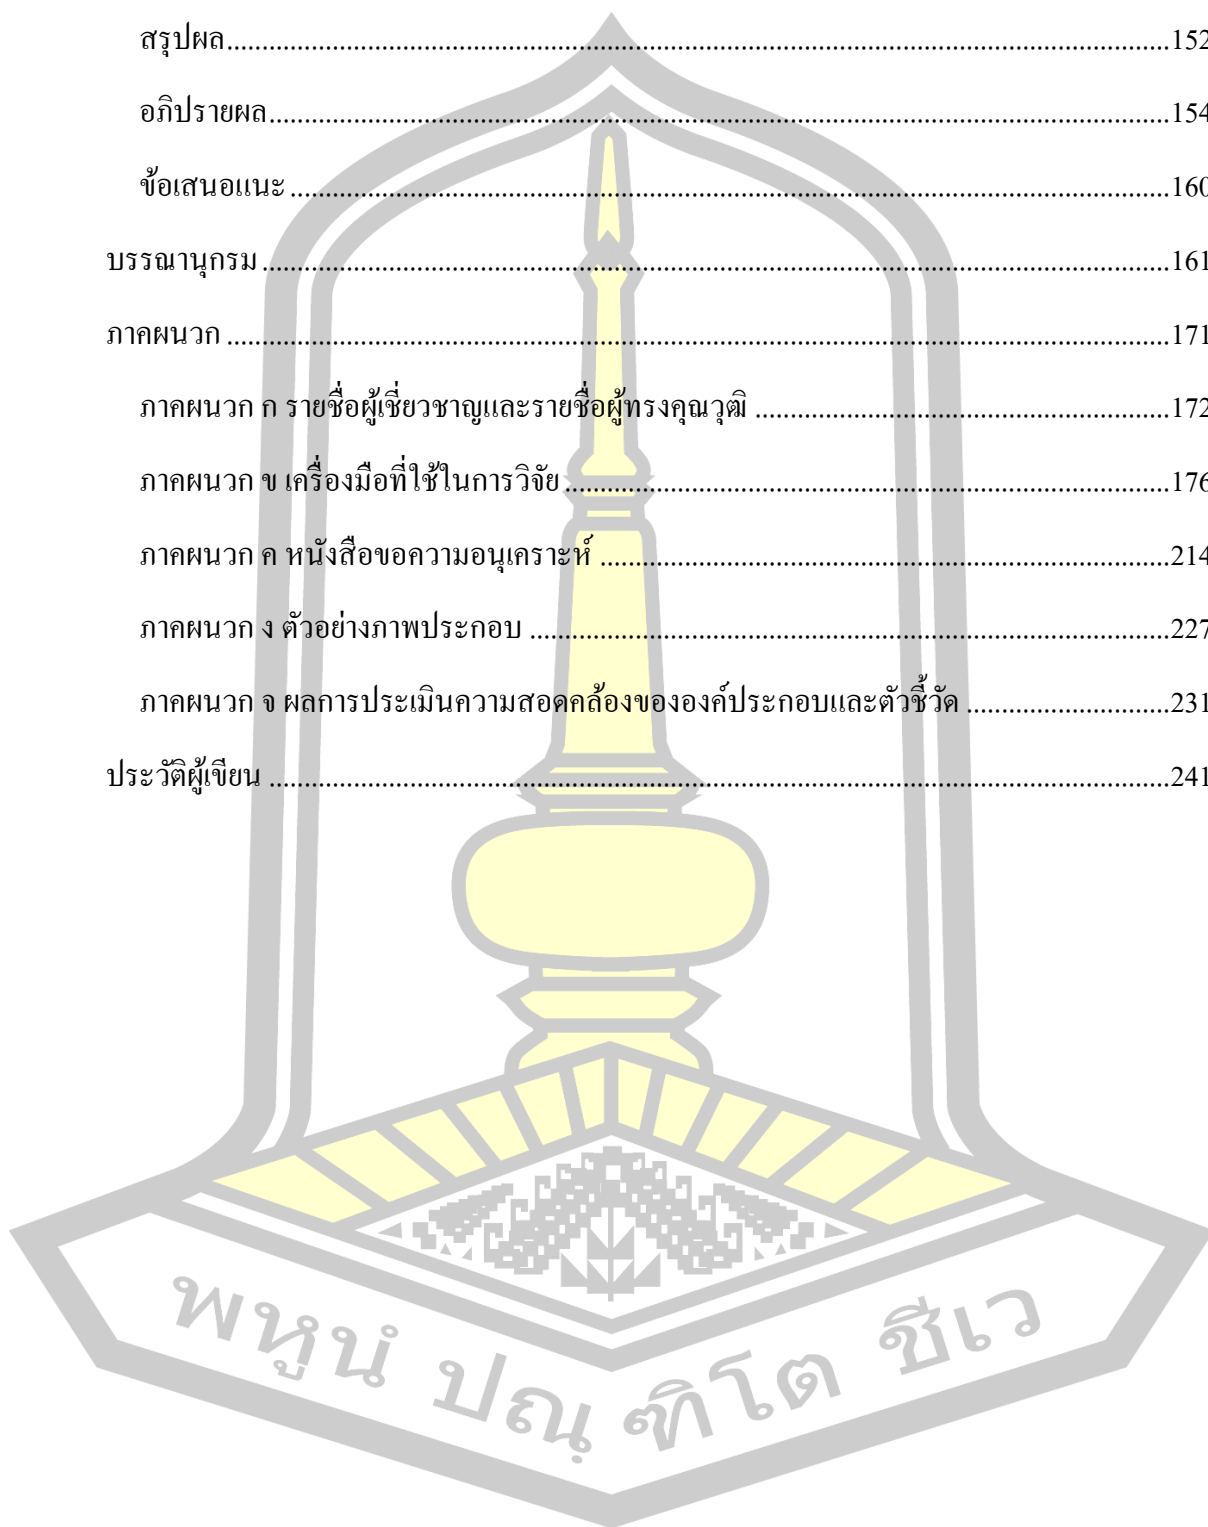 สรุปผล.....................................................................................................................................152
อภิปรายผล.............................................................................................................................154
ข้อเสนอแนะ ..........................................................................................................................160
บรรณานุกรม ..............................................................................................................................161
ภาคผนวก ...................................................................................................................................171
ภาคผนวก ก รายชื่อผู้เชี่ยวชาญและรายชื่อผู้ทรงคุณวุฒิ ...........................................................172
ภาคผนวก ข เครื่องมือที่ใช้ในการวิจัย.......................................................................................176
ภาคผนวก ค หนังสือขอความอนุเคราะห์ .................................................................................214
ภาคผนวก ง ตัวอย่างภาพประกอบ ...........................................................................................227
ภาคผนวก จ ผลการประเมินความสอดคล้องขององค์ประกอบและตัวชี้วัด .............................231
ประวัติผู้เขียน .............................................................................................................................241
พหูนํ ปณฺฑิโต ชีเว